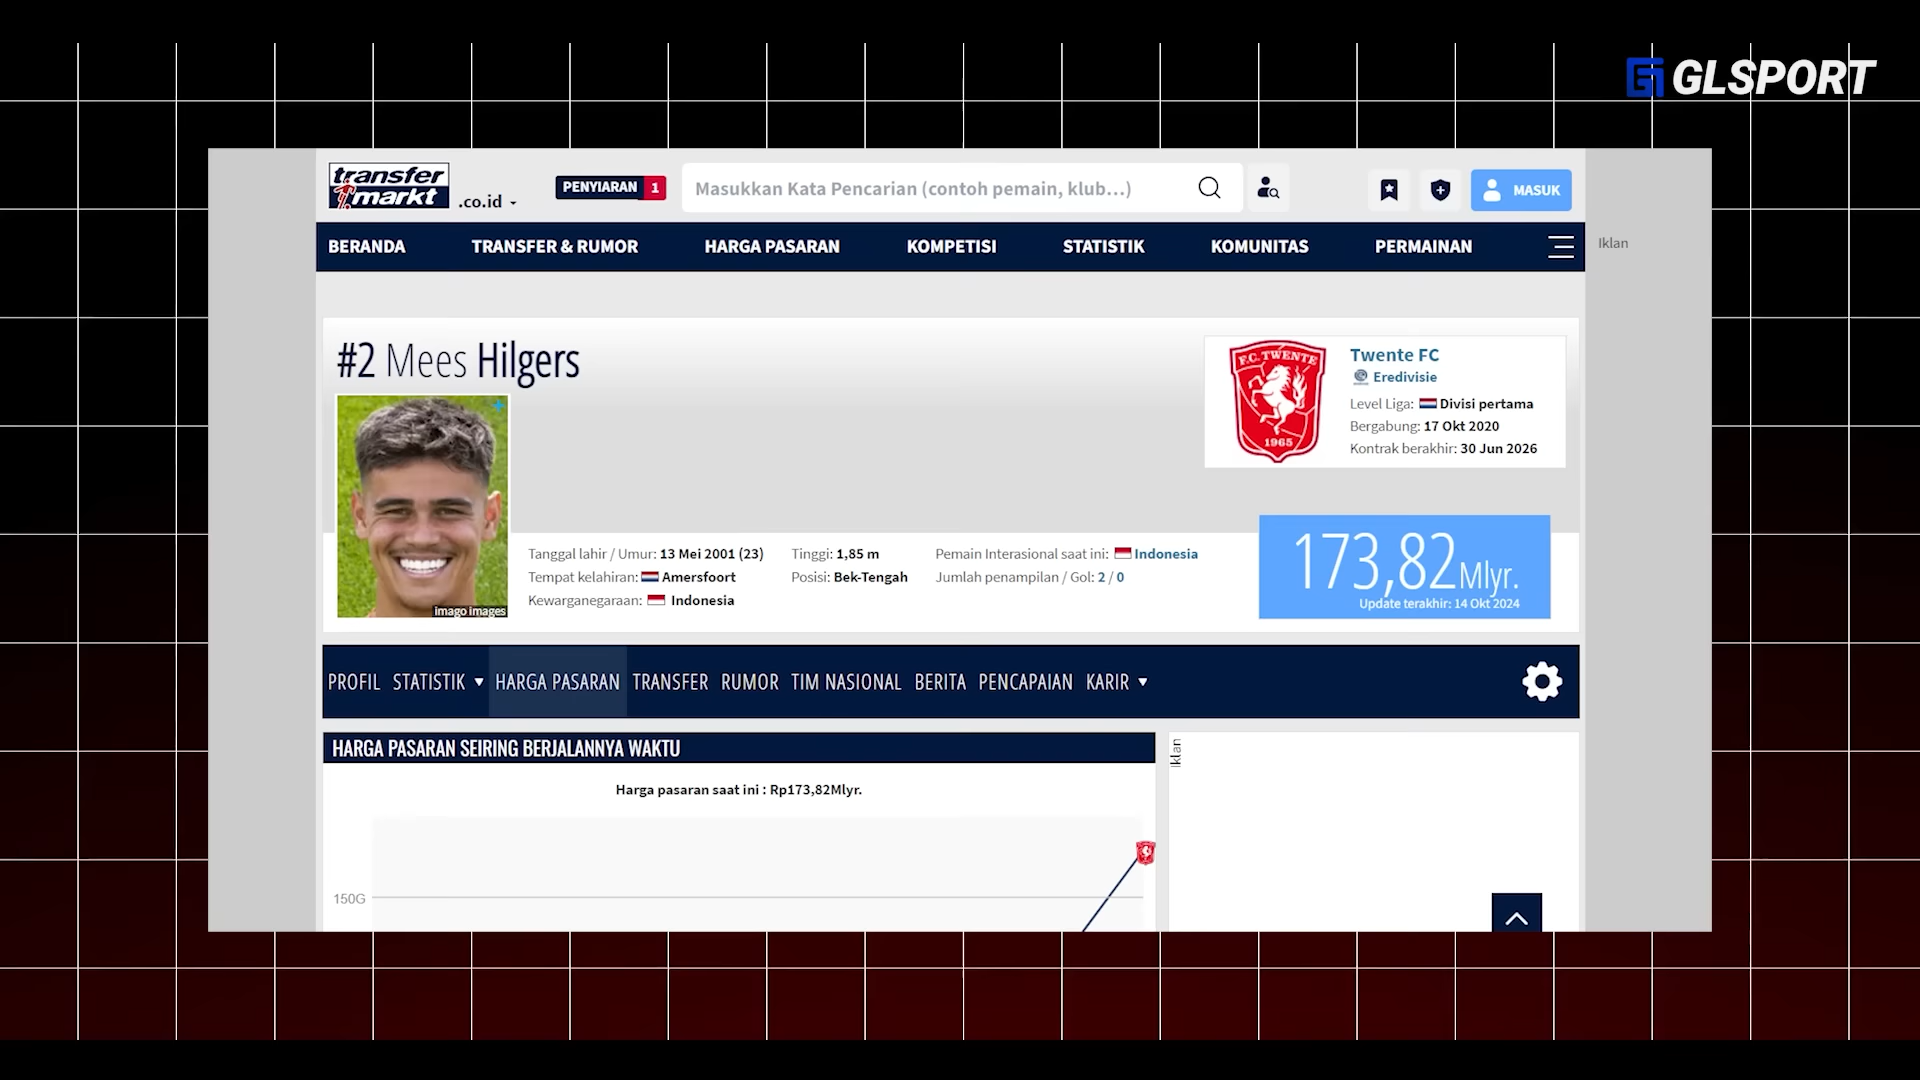 GLSPORT
transfer
markt
.co.id
PENYIARAN 1
Masukkan Kata Pencarian (contoh pemain, klub...)
MASUK
BERANDA TRANSFER & RUMOR HARGA PASARAN KOMPETISI STATISTIK KOMUNITAS PERMAINAN
Iklan
#2 Mees Hilgers
F.C. TWENTE
1965
Twente FC
Eredivisie
Level Liga: Divisi pertama
Bergabung: 17 Okt 2020
Kontrak berakhir: 30 Jun 2026
imago images
Tanggal lahir / Umur: 13 Mei 2001 (23)
Tempat kelahiran: Amersfoort
Kewarganegaraan: Indonesia
Tinggi: 1,85 m
Posisi: Bek-Tengah
Pemain Interasional saat ini: Indonesia
Jumlah penampilan / Gol: 2 / 0
173,82 Mlyr.
Update terakhir: 14 Okt 2024
PROFIL STATISTIK HARGA PASARAN TRANSFER RUMOR TIM NASIONAL BERITA PENCAPAIAN KARIR
HARGA PASARAN SEIRING BERJALANNYA WAKTU
Iklan
Harga pasaran saat ini : Rp173,82Mlyr.
150G